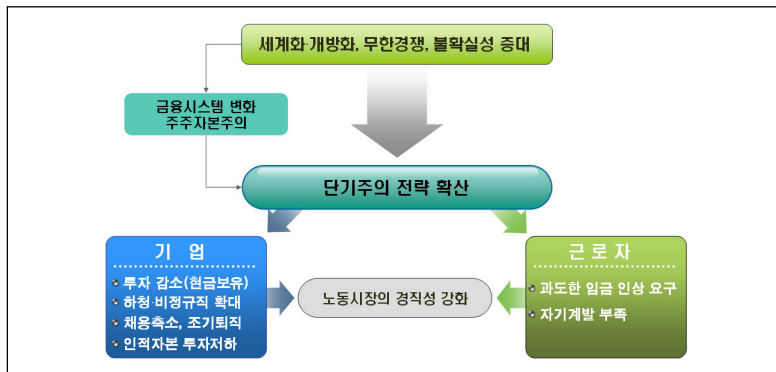 세계화·개방화, 무한경쟁, 불확실성 증대
금융시스템 변화
주주자본주의
단기주의 전략 확산
기 업
투자 감소(현금보유)
하청·비정규직 확대
채용축소, 조기퇴직
인적자본 투자저하
노동시장의 경직성 강화
근 로 자
과도한 임금 인상 요구
자기계발 부족